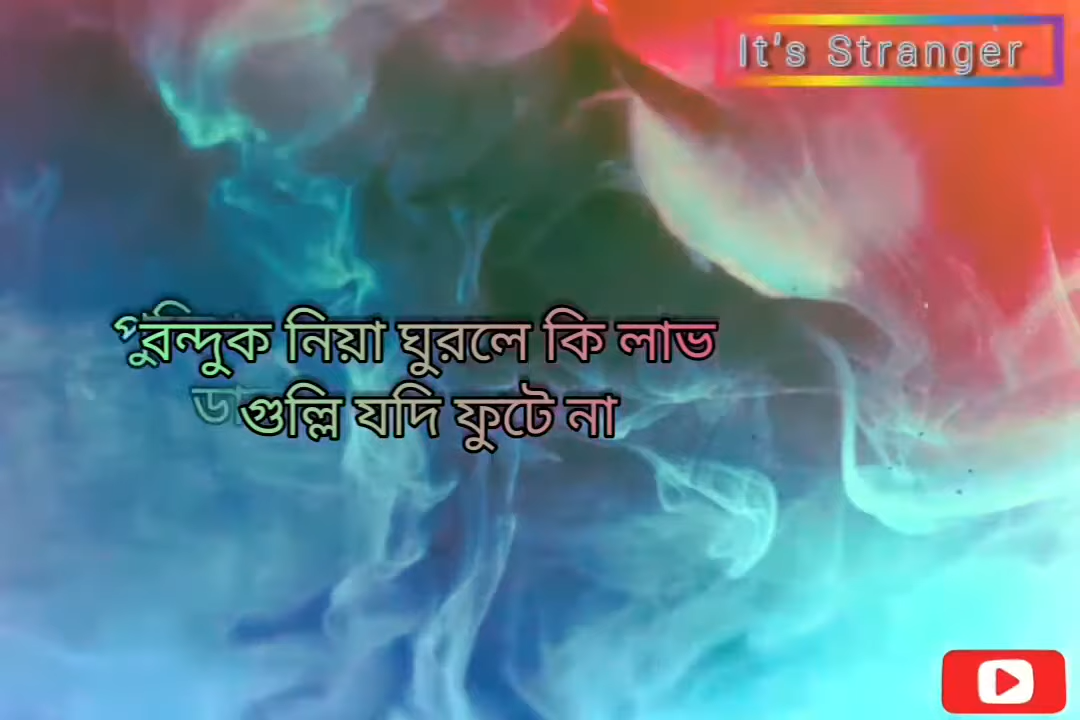 It's Stranger
বন্দুক নিয়া ঘুরলে কি লাভ
গুল্লি যদি ফুটে না